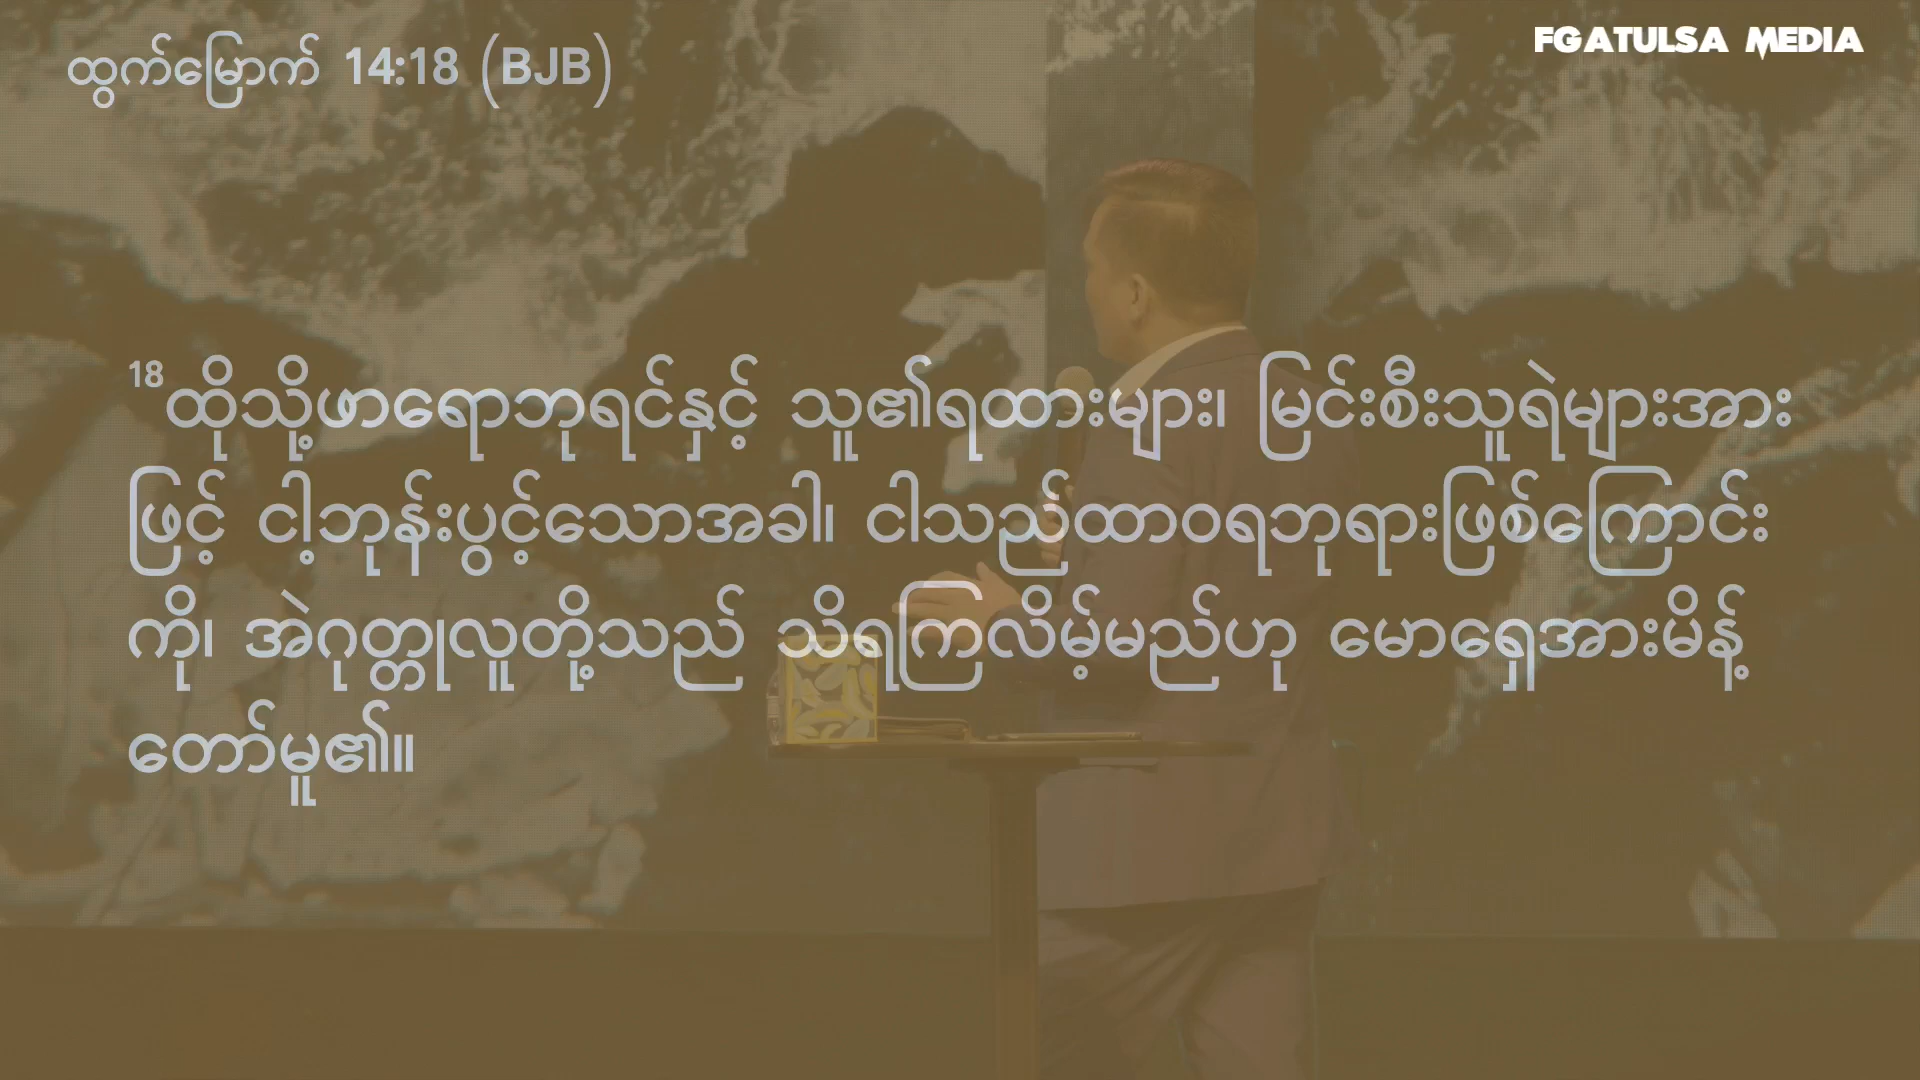 ထွက်မြောက် 14:18 (BJB)
FGATULSA MEDIA
18ထိုသို့ဖာရောဘုရင်နှင့် သူ၏ရထားများ၊ မြင်းစီးသူရဲများအား
ဖြင့် ငါ့ဘုန်းပွင့်သောအခါ၊ ငါသည်ထာဝရဘုရားဖြစ်ကြောင်း
ကို၊ အဲဂုတ္တုလူတို့သည် သိရကြလိမ့်မည်ဟု မောရှေအားမိန့်
တော်မူ၏။